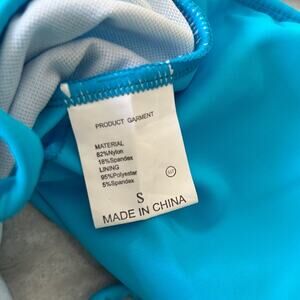 PRODUCT GARMENT
MATERIAL
82%Nylon
18%Spandex
LINING
95%Polyester
5%Spandex
S
MADE IN CHINA